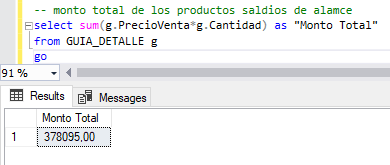 -- monto total de los productos saldios de alamce
select sum(g.PrecioVenta*g.Cantidad) as "Monto Total"
from GUIA_DETALLE g
go
91 %
Results
Messages
Monto Total
1
378095,00